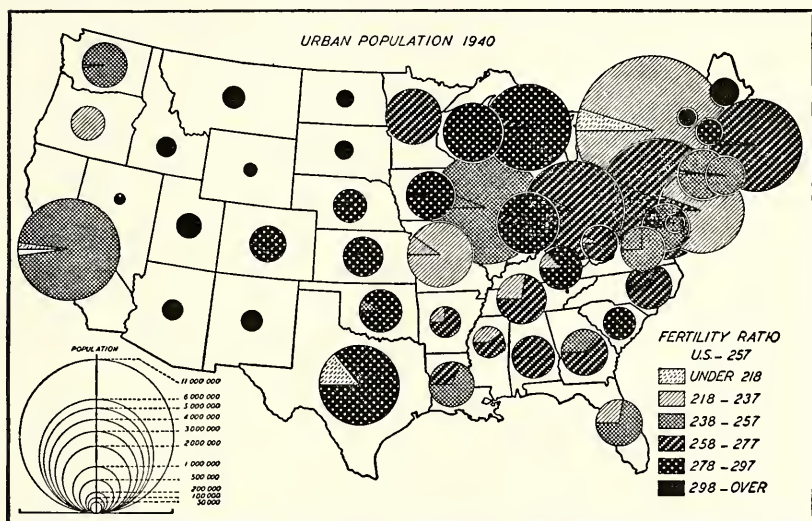 URBAN POPULATION 1940
POPULATION
11 000 000
6 000 000
5 000 000
4 000 000
3 000 000
2 000 000
1 000 000
500 000
200 000
100 000
50 000
FERTILITY RATIO
U.S. - 257
UNDER 218
218 - 237
238 - 257
258 - 277
278 - 297
298 - OVER